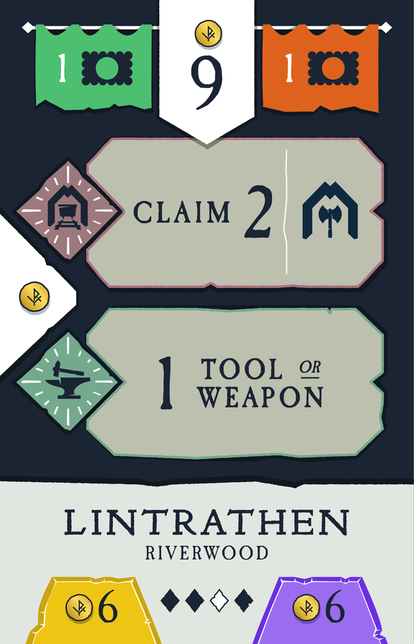 1
9
1
CLAIM 2
1 TOOL OR
WEAPON
LINTRATHEN
RIVERWOOD
6
6